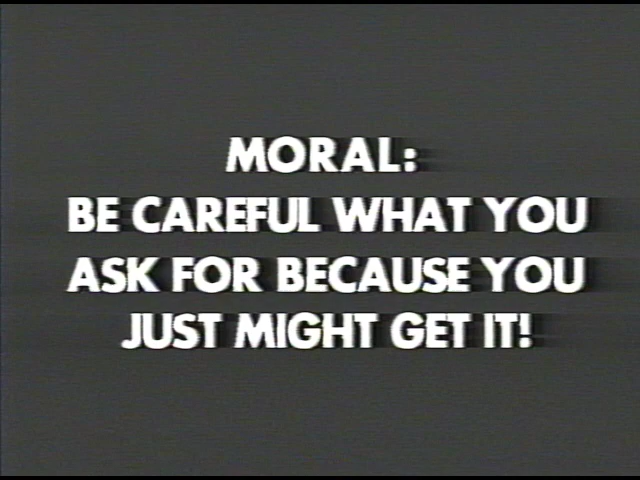 MORAL:
BE CAREFUL WHAT YOU
ASK FOR BECAUSE YOU
JUST MIGHT GET IT!